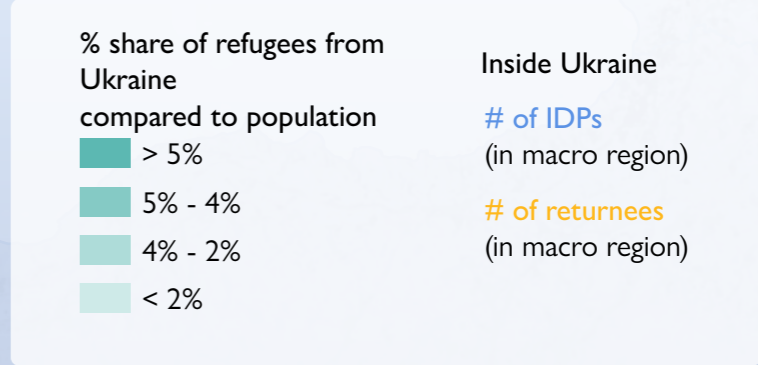 % share of refugees from
Ukraine
compared to population
> 5%
5% - 4%
4% - 2%
< 2%
Inside Ukraine
# of IDPs
(in macro region)
# of returnees
(in macro region)